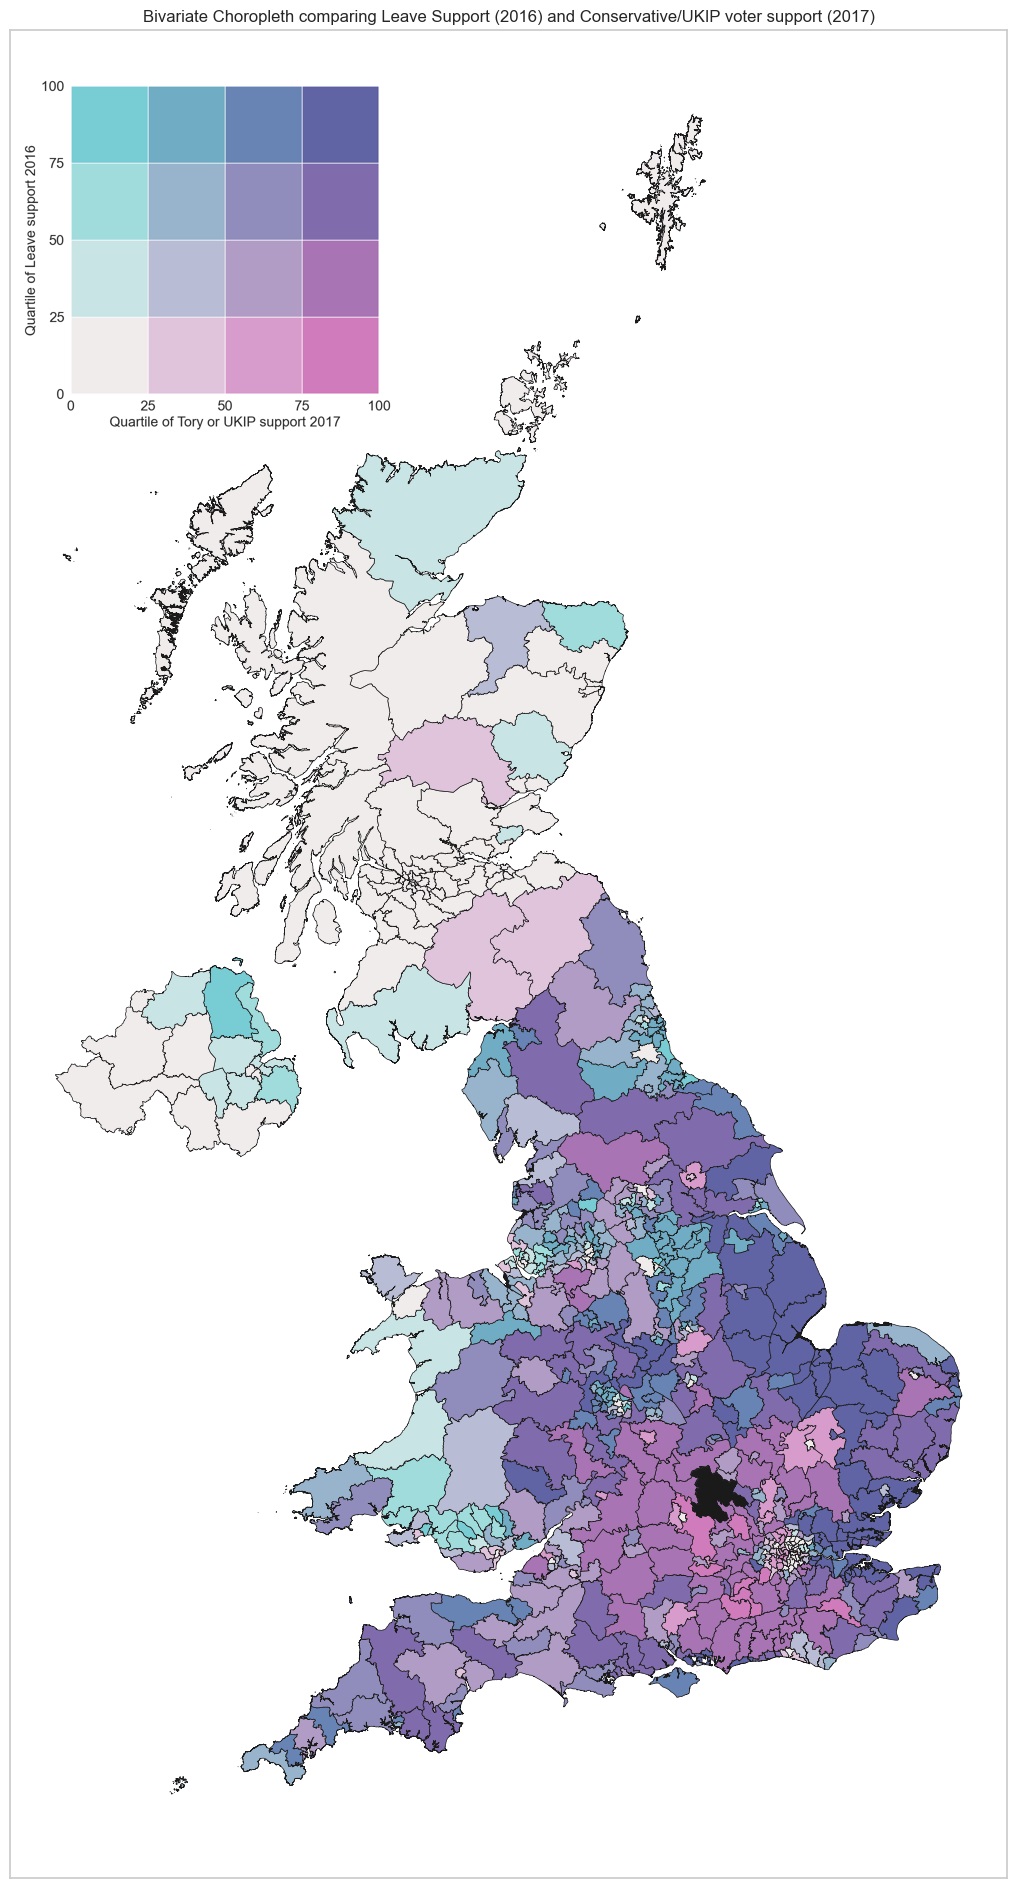 Bivariate Choropleth comparing Leave Support (2016) and Conservative/UKIP voter support (2017)
100
75
50
25
0
Quartile of Leave support 2016
0 25 50 75 100
Quartile of Tory or UKIP support 2017